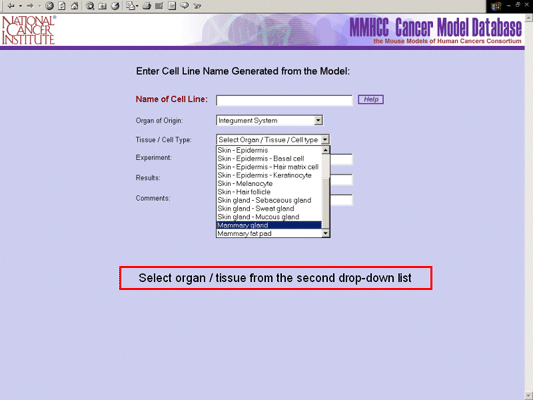 NATIONAL
CANCER
INSTITUTE
MMHCC Cancer Model Database
the Mouse Models of Human Cancers Consortium
Enter Cell Line Name Generated from the Model:
Name of Cell Line:
Help
Organ of Origin:
Integument System
Tissue / Cell Type:
Select Organ / Tissue / Cell type
Skin - Epidermis
Skin - Epidermis - Basal cell
Skin - Epidermis - Hair matrix cell
Skin - Epidermis - Keratinocyte
Skin - Melanocyte
Skin - Hair follicle
Skin gland - Sebaceous gland
Skin gland - Sweat gland
Skin gland - Mucous gland
Mammary gland
Mammary fat pad
Experiment:
Results:
Comments:
Select organ / tissue from the second drop-down list